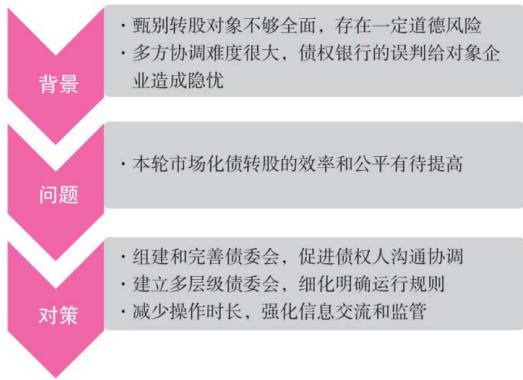 背景
·甄别转股对象不够全面，存在一定道德风险
·多方协调难度很大，债权银行的误判给对象企
业造成隐忧
问题
·本轮市场化债转股的效率和公平有待提高
对策
·组建和完善债委会，促进债权人沟通协调
·建立多层级债委会，细化明确运行规则
·减少操作时长，强化信息交流和监管